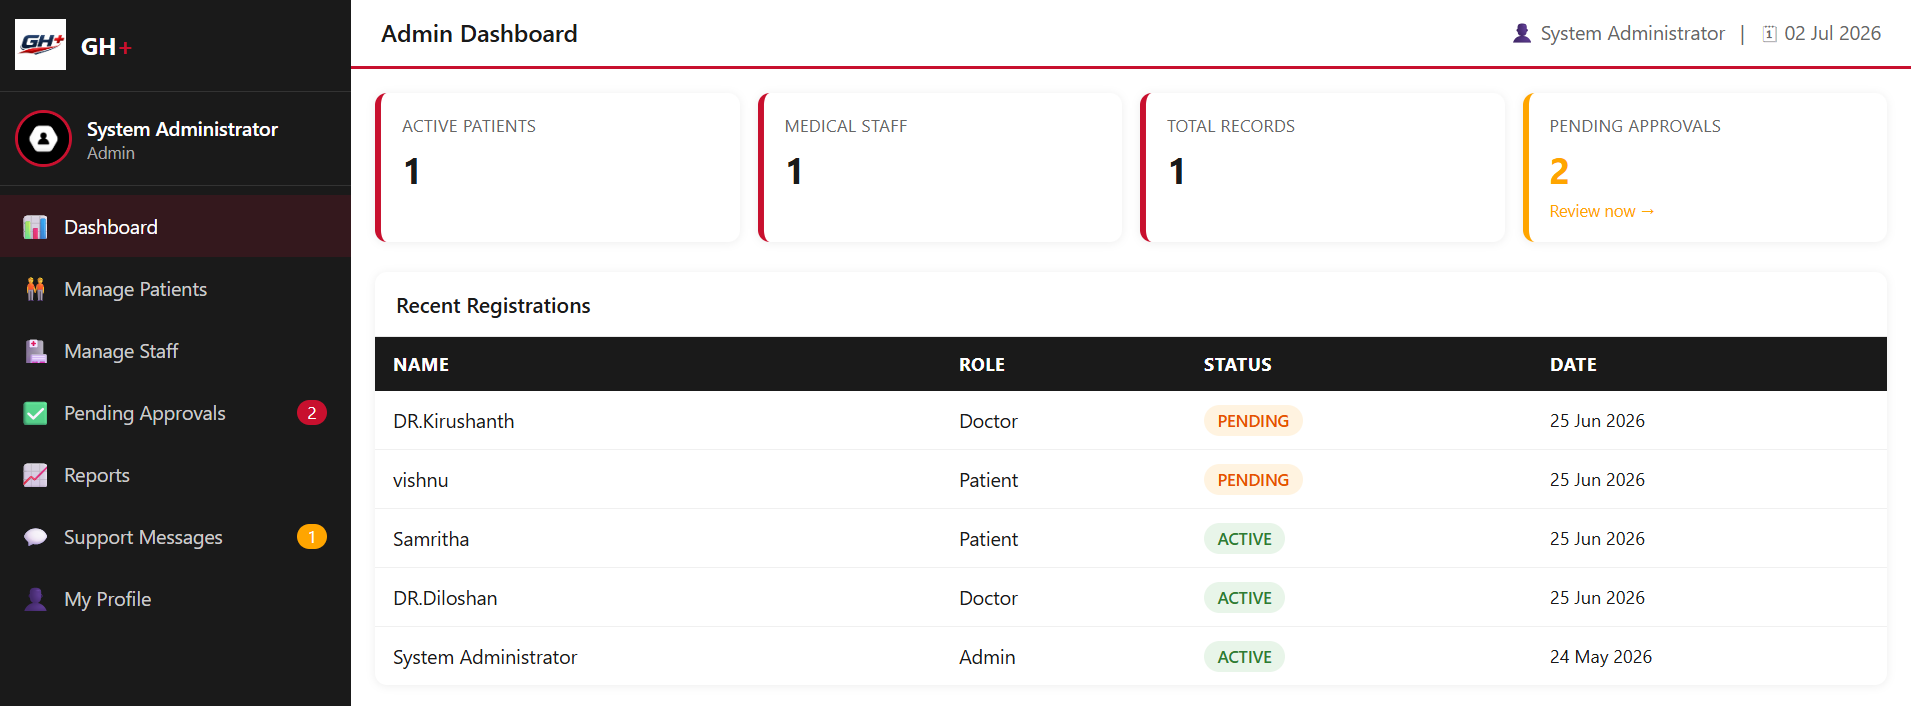 GH+
GH+
System Administrator
Admin
Dashboard
Manage Patients
Manage Staff
Pending Approvals 2
Reports
Support Messages 1
My Profile
Admin Dashboard
System Administrator | 02 Jul 2026
ACTIVE PATIENTS
1
MEDICAL STAFF
1
TOTAL RECORDS
1
PENDING APPROVALS
2
Review now →
Recent Registrations
NAME ROLE STATUS DATE
DR.Kirushanth Doctor PENDING 25 Jun 2026
vishnu Patient PENDING 25 Jun 2026
Samritha Patient ACTIVE 25 Jun 2026
DR.Diloshan Doctor ACTIVE 25 Jun 2026
System Administrator Admin ACTIVE 24 May 2026